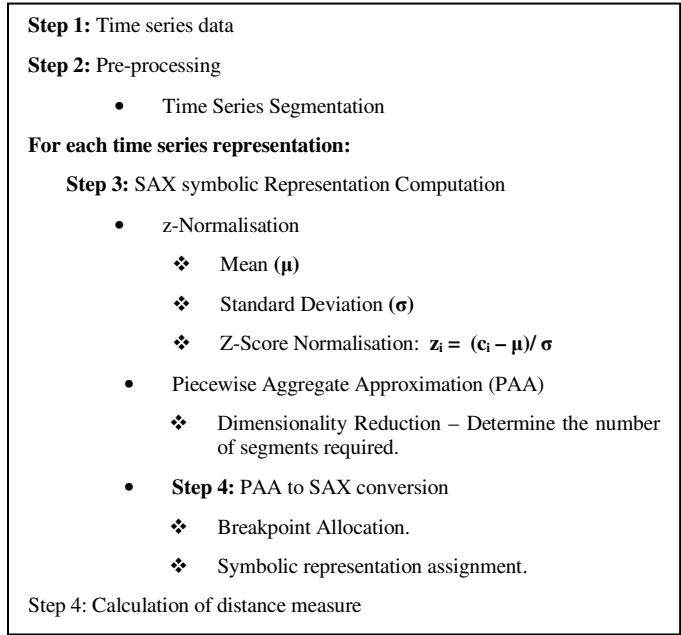 Step 1: Time series data
Step 2: Pre-processing
• Time Series Segmentation
For each time series representation:
Step 3: SAX symbolic Representation Computation
• z-Normalisation
❖ Mean (μ)
❖ Standard Deviation (σ)
❖ Z-Score Normalisation: zᵢ = (cᵢ – μ)/ σ
• Piecewise Aggregate Approximation (PAA)
❖ Dimensionality Reduction – Determine the number
of segments required.
• Step 4: PAA to SAX conversion
❖ Breakpoint Allocation.
❖ Symbolic representation assignment.
Step 4: Calculation of distance measure